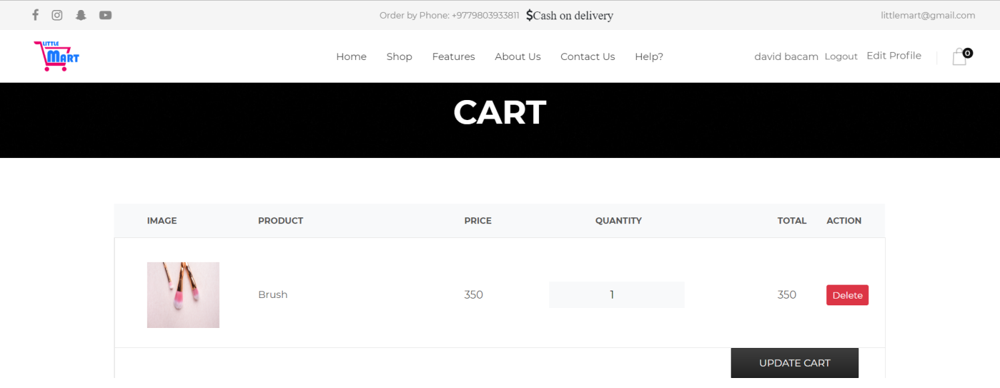 Order by Phone: +9779803933811 $Cash on delivery littlemart@gmail.com
LITTLE
MART
Home Shop Features About Us Contact Us Help? david bacam Logout Edit Profile 0
CART
IMAGE PRODUCT PRICE QUANTITY TOTAL ACTION
Brush 350 1 350 Delete
UPDATE CART